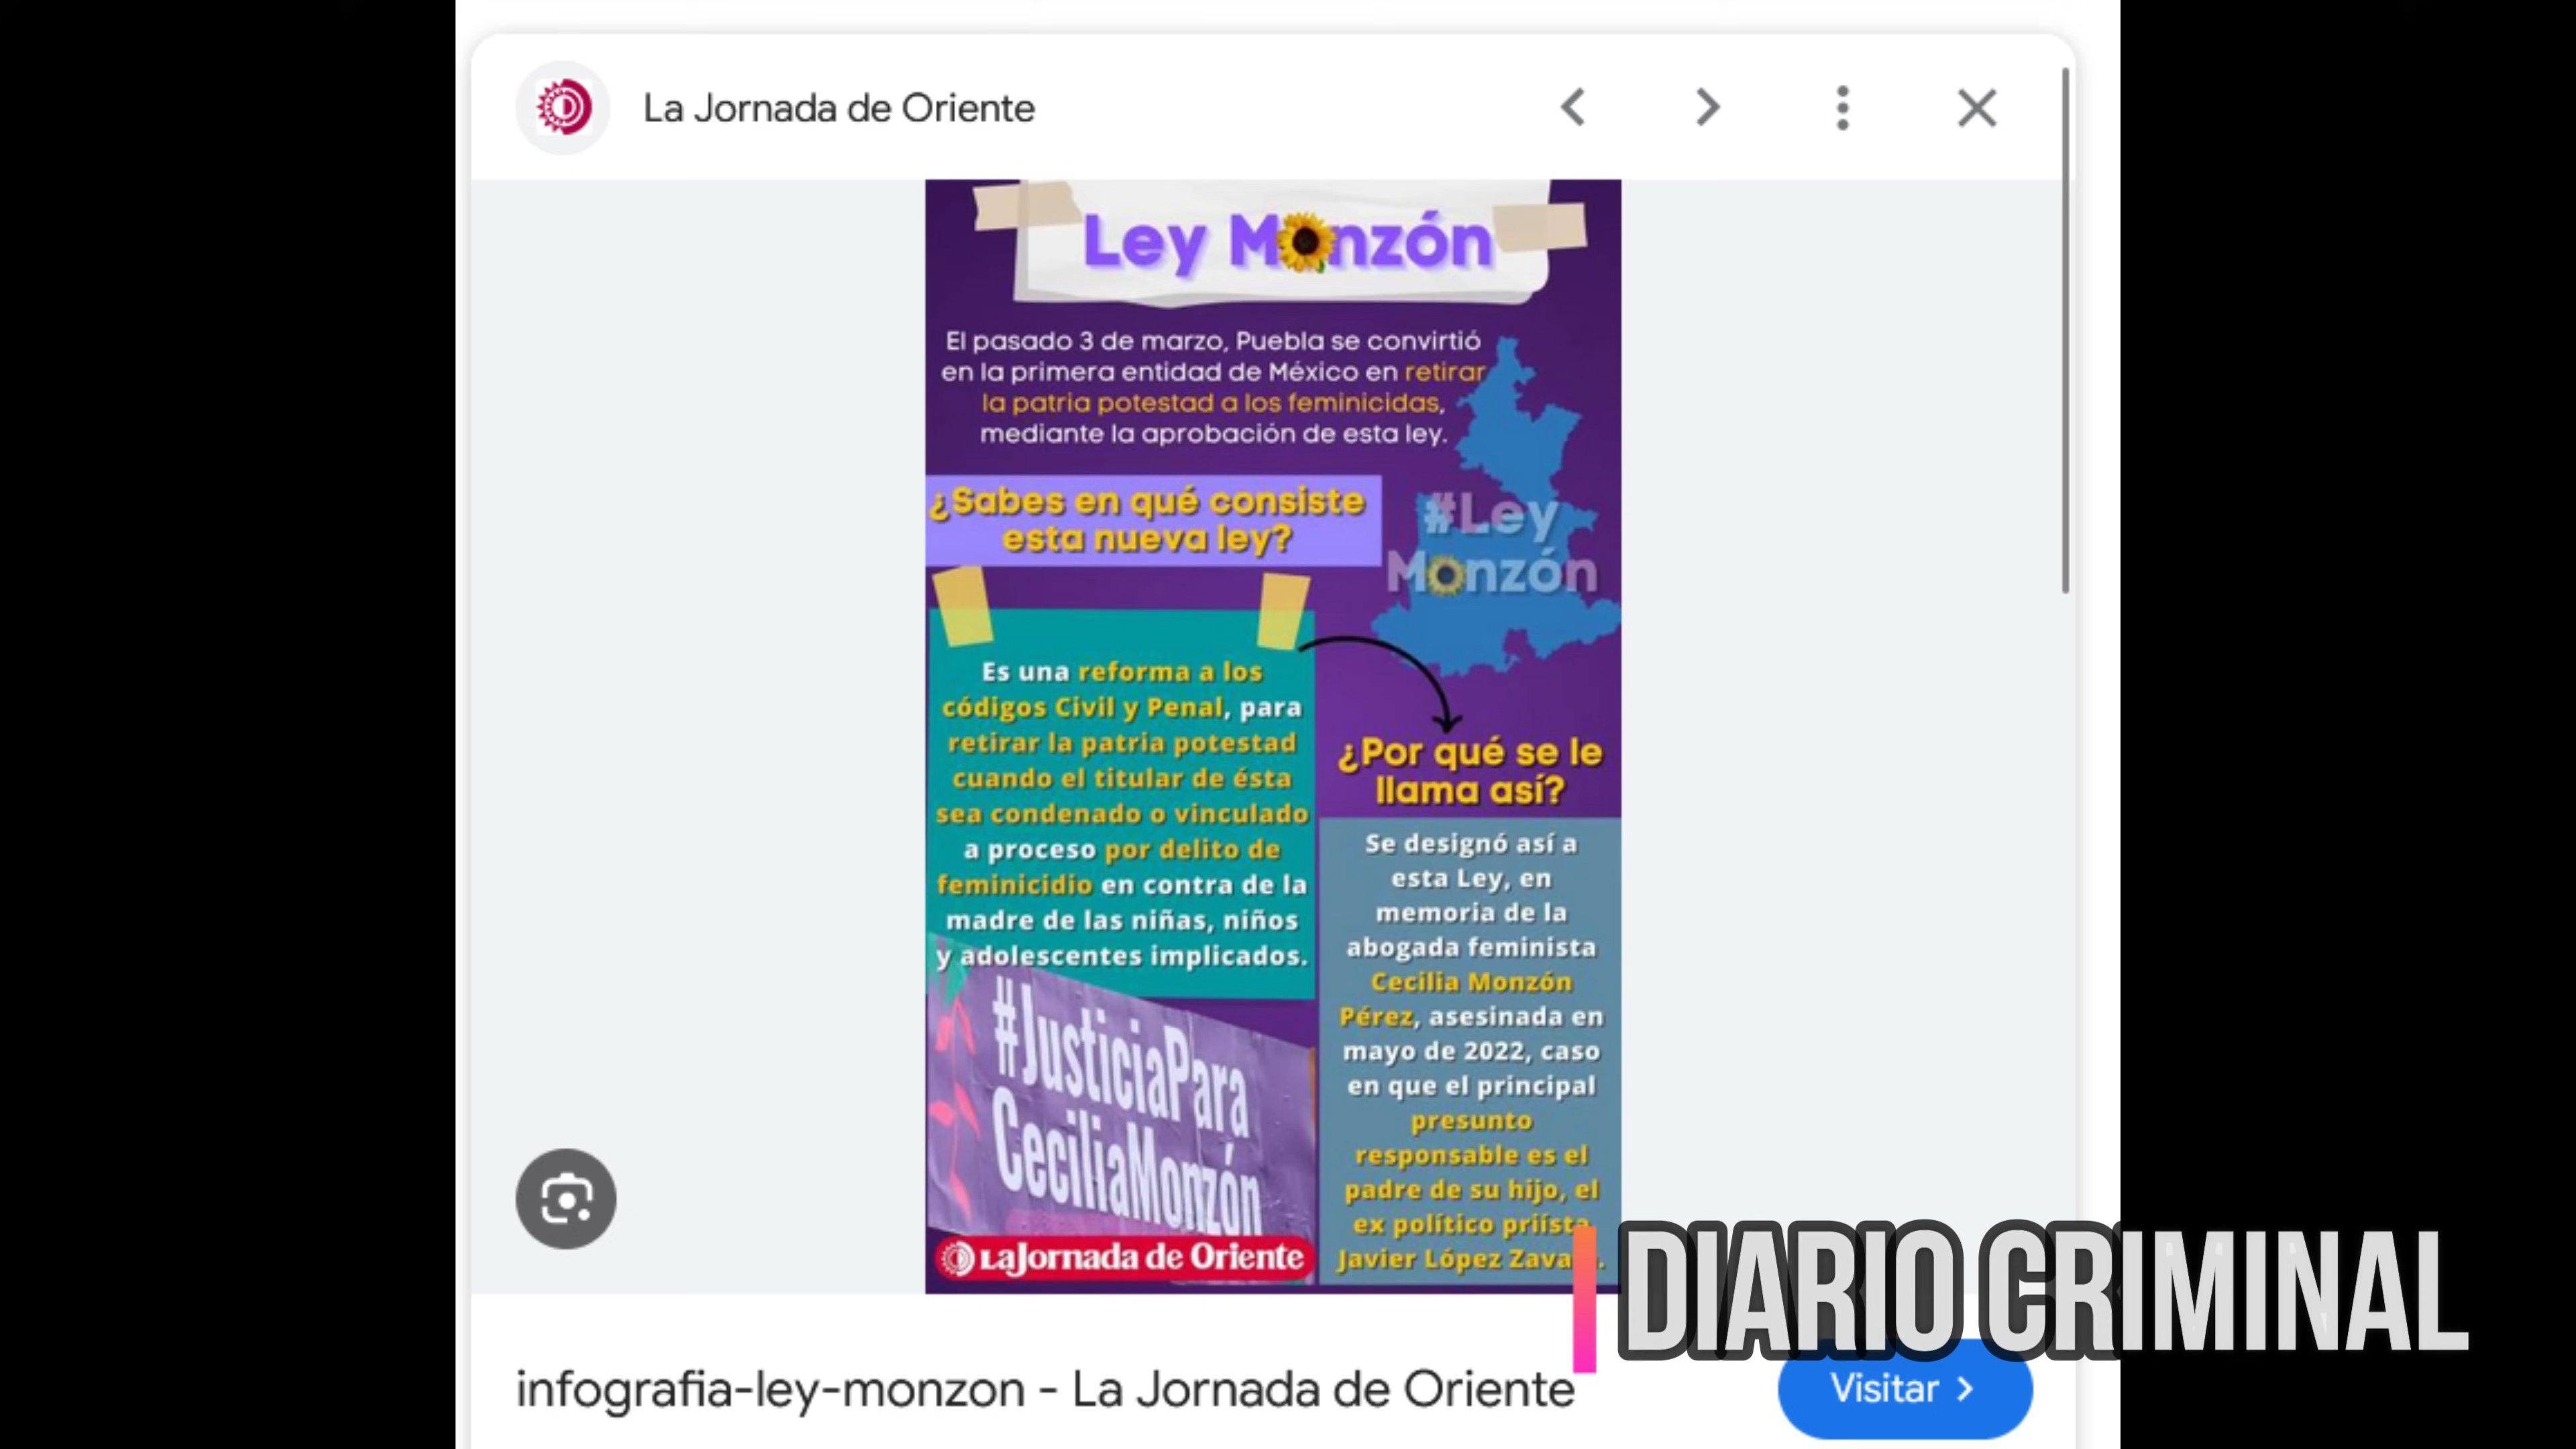 La Jornada de Oriente
Ley Monzón
El pasado 3 de marzo, Puebla se convirtió
en la primera entidad de México en retirar
la patria potestad a los feminicidas,
mediante la aprobación de esta ley.
¿Sabes en qué consiste
esta nueva ley?
#Ley
Monzón
Es una reforma a los
códigos Civil y Penal, para
retirar la patria potestad
cuando el titular de ésta
sea condenado o vinculado
a proceso por delito de
feminicidio en contra de la
madre de las niñas, niños
y adolescentes implicados.
¿Por qué se le
llama así?
Se designó así a
esta Ley, en
memoria de la
abogada feminista
Cecilia Monzón
Pérez, asesinada en
mayo de 2022, caso
en que el principal
presunto
responsable es el
padre de su hijo, el
ex político priísta
Javier López
#JusticiaPara
CeciliaMonzón
La Jornada de Oriente
DIARIO CRIMINAL
infografia-ley-monzon - La Jornada de Oriente
Visitar